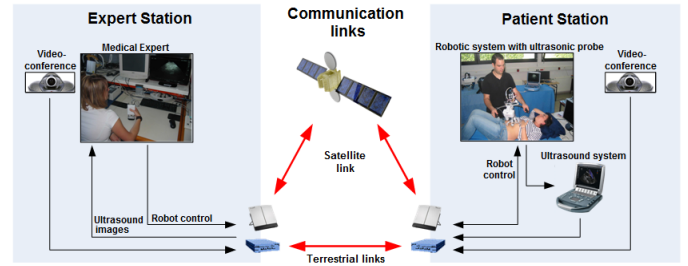 Expert Station
Communication
links
Patient Station
Video-
conference
Medical Expert
Robotic system with ultrasonic probe
Video-
conference
Satellite
link
Robot
control
Ultrasound system
Ultrasound
images
Robot control
Terrestrial links